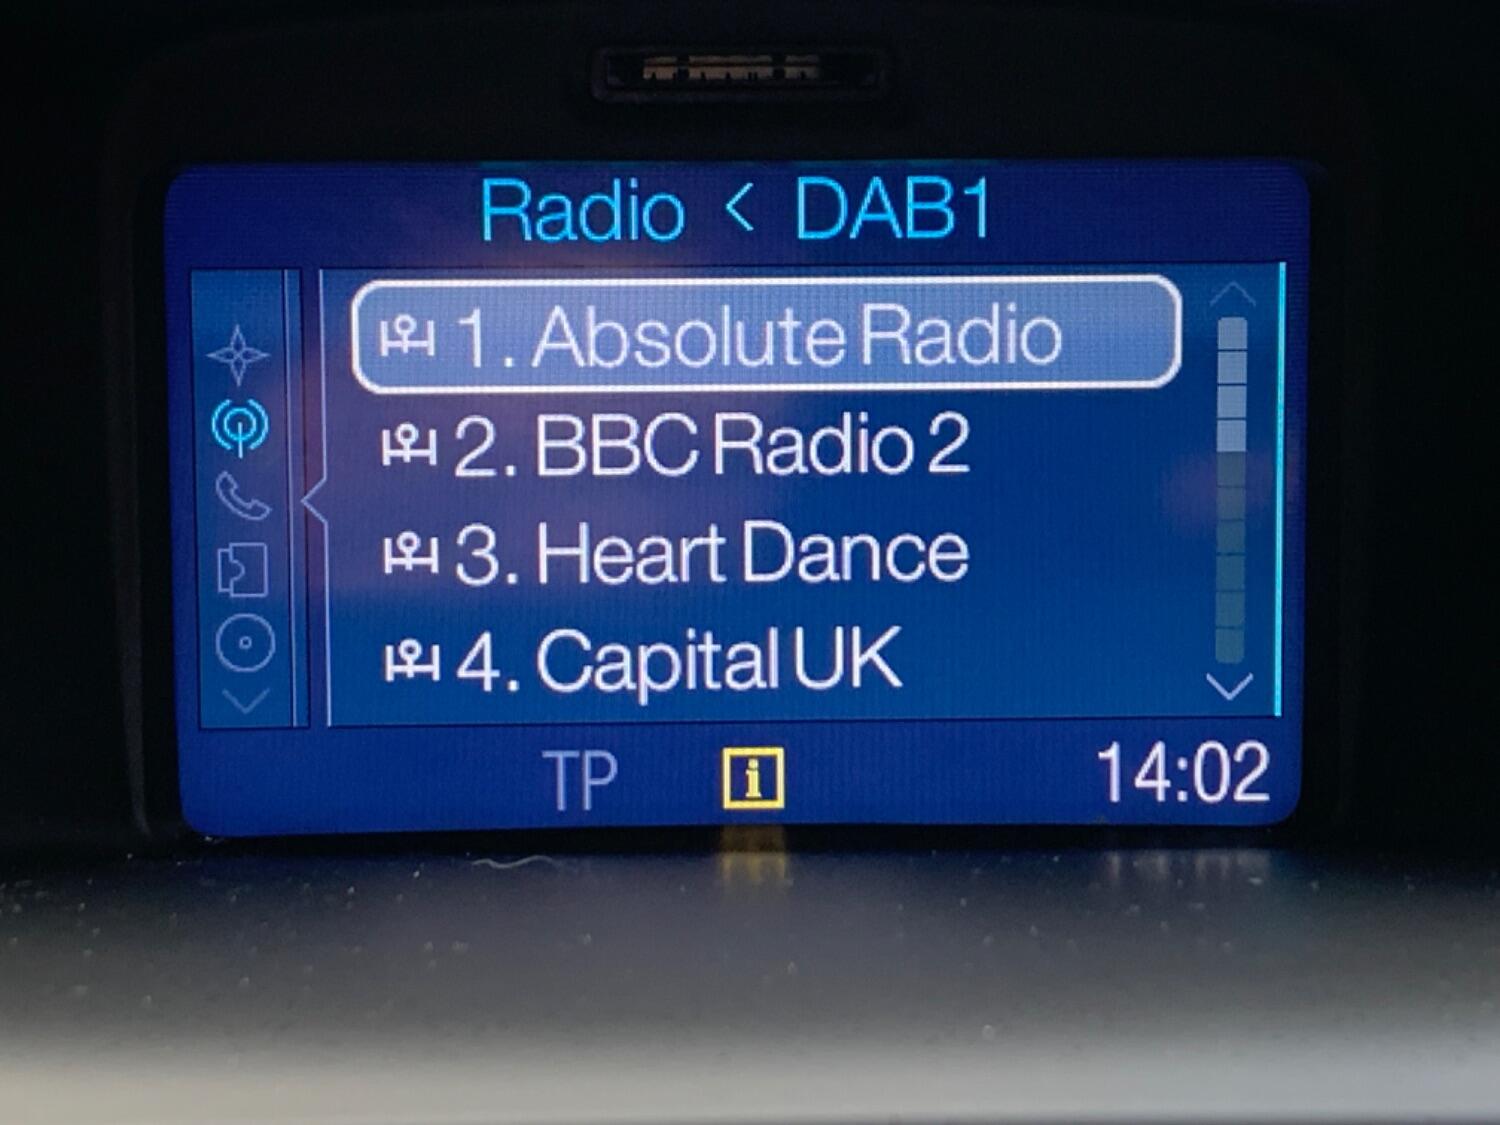 Radio < DAB1
1. Absolute Radio
2. BBC Radio 2
3. Heart Dance
4. Capital UK
TP i 14:02